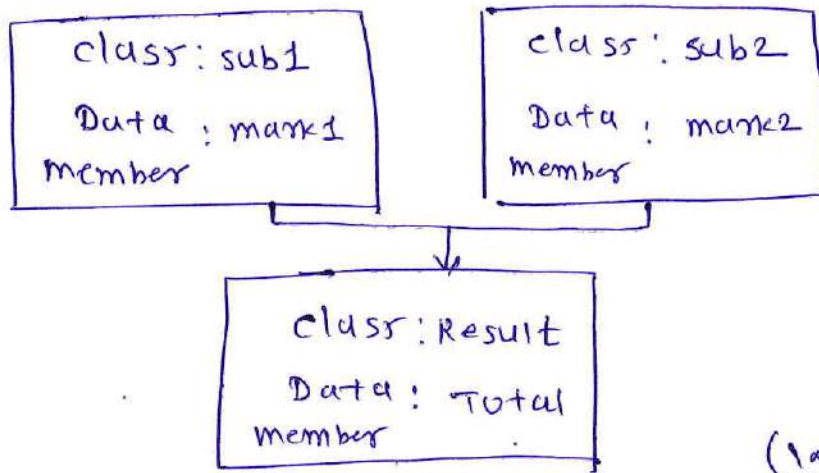 class: sub1
Data : mark1
member
class: sub2
Data : mark2
member
class: Result
Data : Total
member